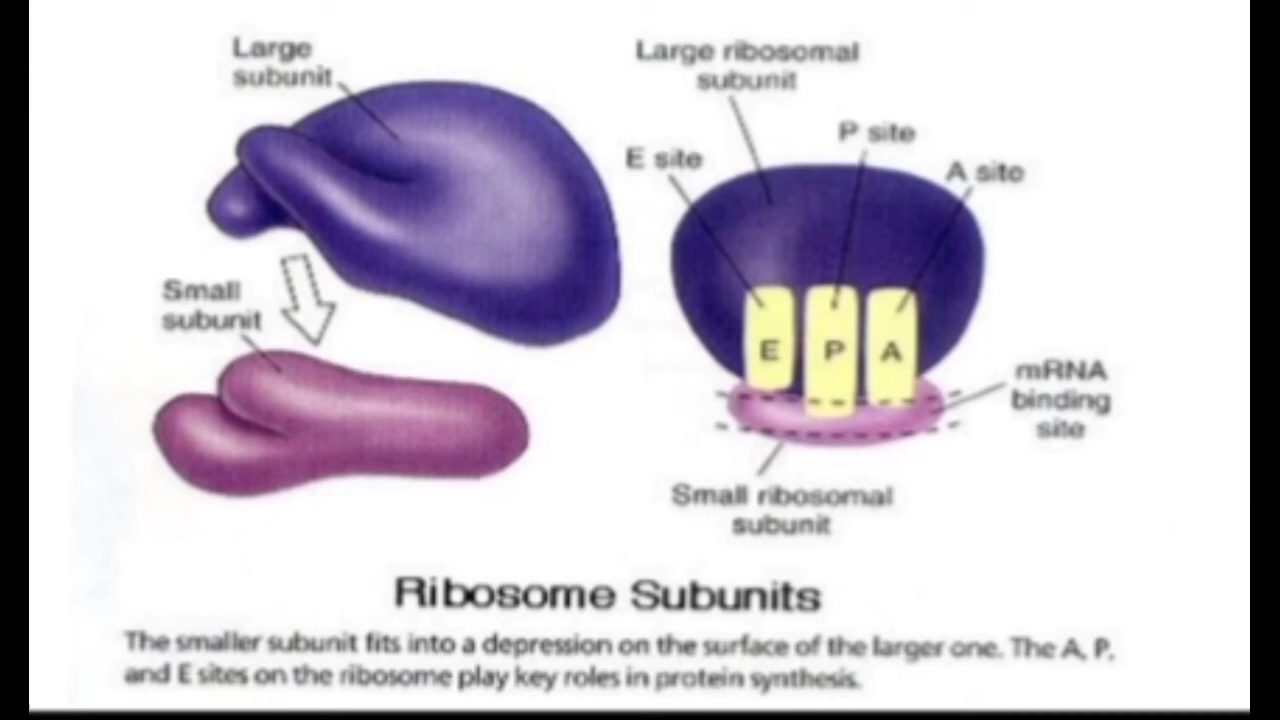 Large
subunit
Large ribosomal
subunit
P site
E site
A site
Small
subunit
E P A
mRNA
binding
site
Small ribosomal
subunit
Ribosome Subunits
The smaller subunit fits into a depression on the surface of the larger one. The A, P,
and E sites on the ribosome play key roles in protein synthesis.